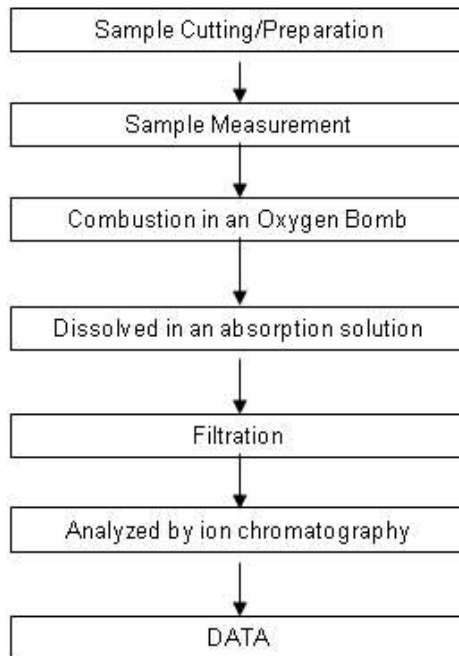 Sample Cutting/Preparation
Sample Measurement
Combustion in an Oxygen Bomb
Dissolved in an absorption solution
Filtration
Analyzed by ion chromatography
DATA